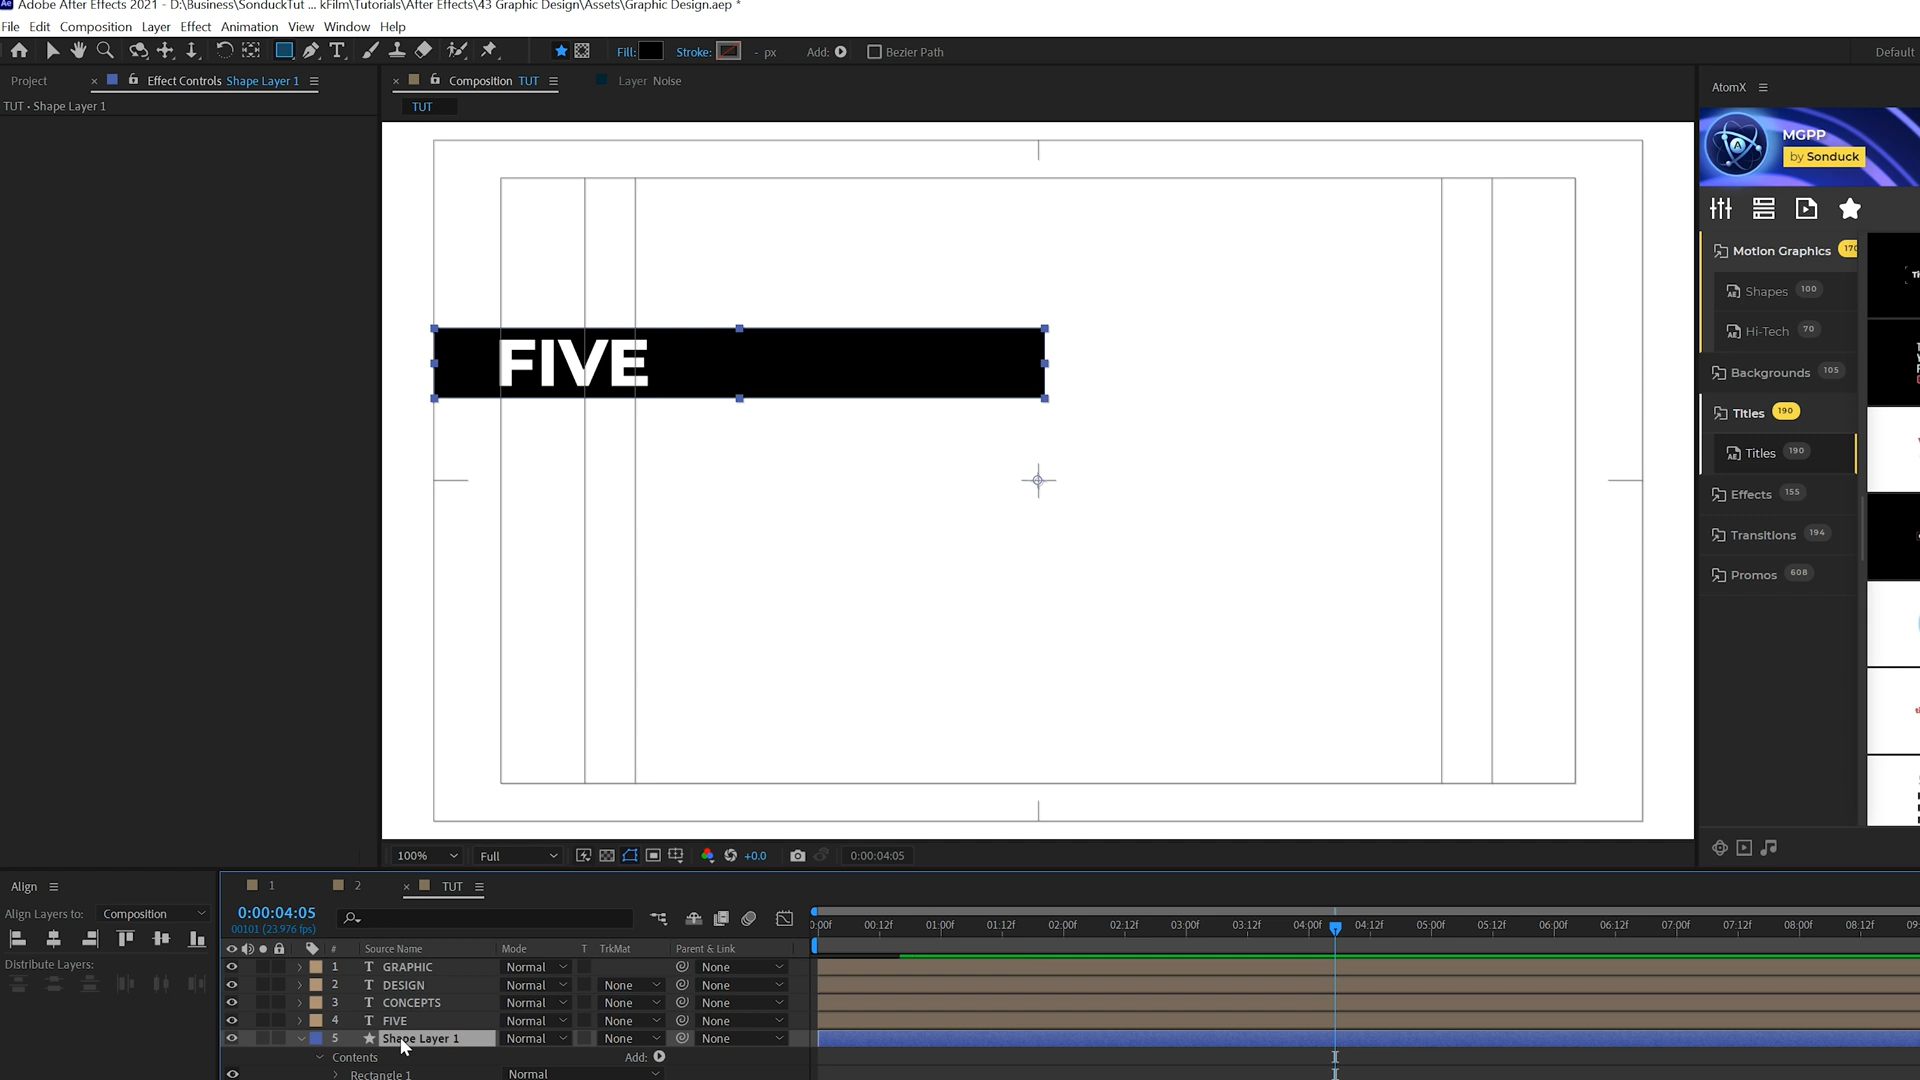 Adobe After Effects 2021 - D:\Business\SonduckTut ... kFilm\Tutorials\After Effects\43 Graphic Design\Assets\Graphic Design.aep *
File Edit Composition Layer Effect Animation View Window Help
Fill: Stroke: - px Add: Bezier Path Default
Project × Effect Controls Shape Layer 1 × Composition TUT Layer Noise
TUT • Shape Layer 1
TUT
AtomX
MGPP
by Sonduck
Motion Graphics 170
Shapes 100
Hi-Tech 70
Backgrounds 105
Titles 190
Titles 190
Effects 155
Transitions 194
Promos 608
FIVE
100% Full +0.0 0:00:04:05
Align
Align Layers to: Composition
Distribute Layers:
1 2 × TUT
0:00:04:05
00101 (23.976 fps)
# Source Name Mode T TrkMat Parent & Link
00:12f 01:00f 01:12f 02:00f 02:12f 03:00f 03:12f 04:00f 04:12f 05:00f 05:12f 06:00f 06:12f 07:00f 07:12f 08:00f 08:12f
1 T GRAPHIC Normal None
2 T DESIGN Normal None None
3 T CONCEPTS Normal None None
4 T FIVE Normal None None
5 Shape Layer 1 Normal None None
Contents Add:
Rectangle 1 Normal